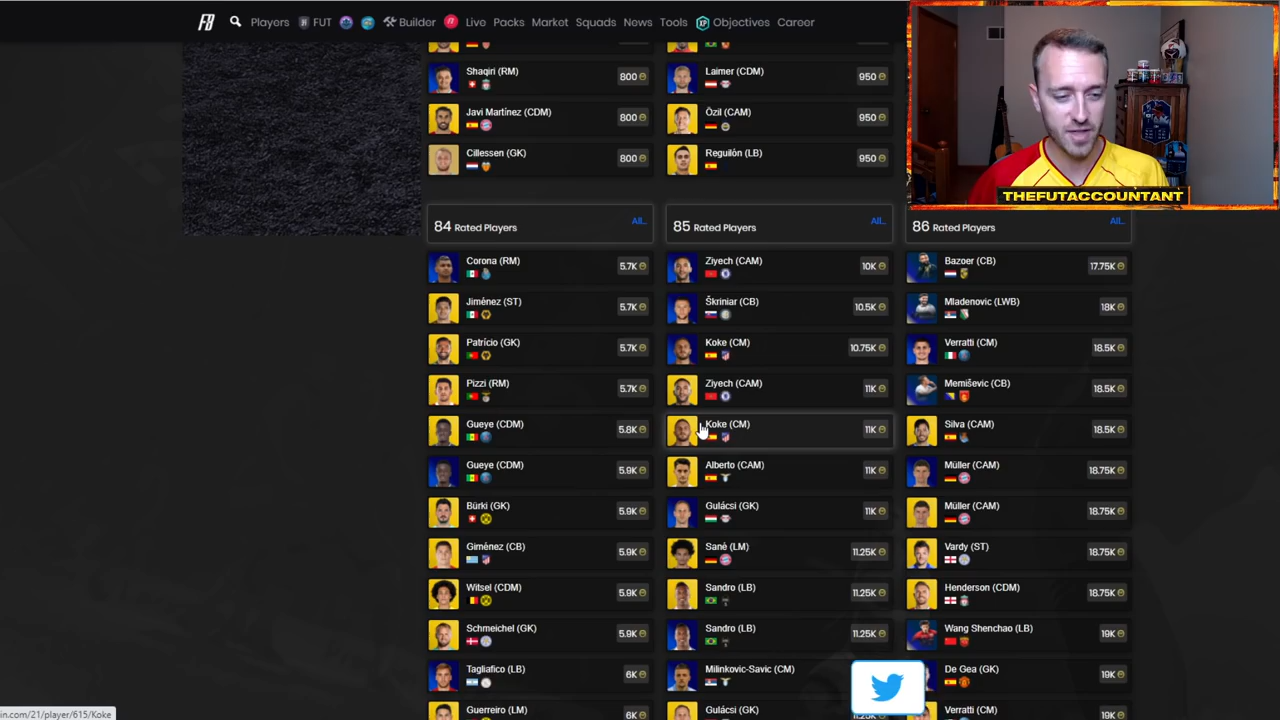 FB Players FUT Builder Live Packs Market Squads News Tools XP Objectives Career
Shaqiri (RM) 800
Laimer (CDM) 950
Javi Martínez (CDM) 800
Özil (CAM) 950
Cillessen (GK) 800
Reguilón (LB) 950
THEFUTACCOUNTANT
84 Rated Players All..
Corona (RM) 5.7K
Jiménez (ST) 5.7K
Patrício (GK) 5.7K
Pizzi (RM) 5.7K
Gueye (CDM) 5.8K
Gueye (CDM) 5.9K
Bürki (GK) 5.9K
Giménez (CB) 5.9K
Witsel (CDM) 5.9K
Schmeichel (GK) 5.9K
Tagliafico (LB) 6K
Guerreiro (LM) 6K
85 Rated Players All..
Ziyech (CAM) 10K
Škriniar (CB) 10.5K
Koke (CM) 10.75K
Ziyech (CAM) 11K
Koke (CM) 11K
Alberto (CAM) 11K
Gulácsi (GK) 11K
Sané (LM) 11.25K
Sandro (LB) 11.25K
Sandro (LB) 11.25K
Milinkovic-Savic (CM)
Gulácsi (GK)
86 Rated Players All..
Bazoer (CB) 17.75K
Mladenovic (LWB) 18K
Verratti (CM) 18.5K
Memišević (CB) 18.5K
Silva (CAM) 18.5K
Müller (CAM) 18.75K
Müller (CAM) 18.75K
Vardy (ST) 18.75K
Henderson (CDM) 18.75K
Wang Shenchao (LB) 19K
De Gea (GK) 19K
Verratti (CM) 19K
in.com/21/player/615/Koke